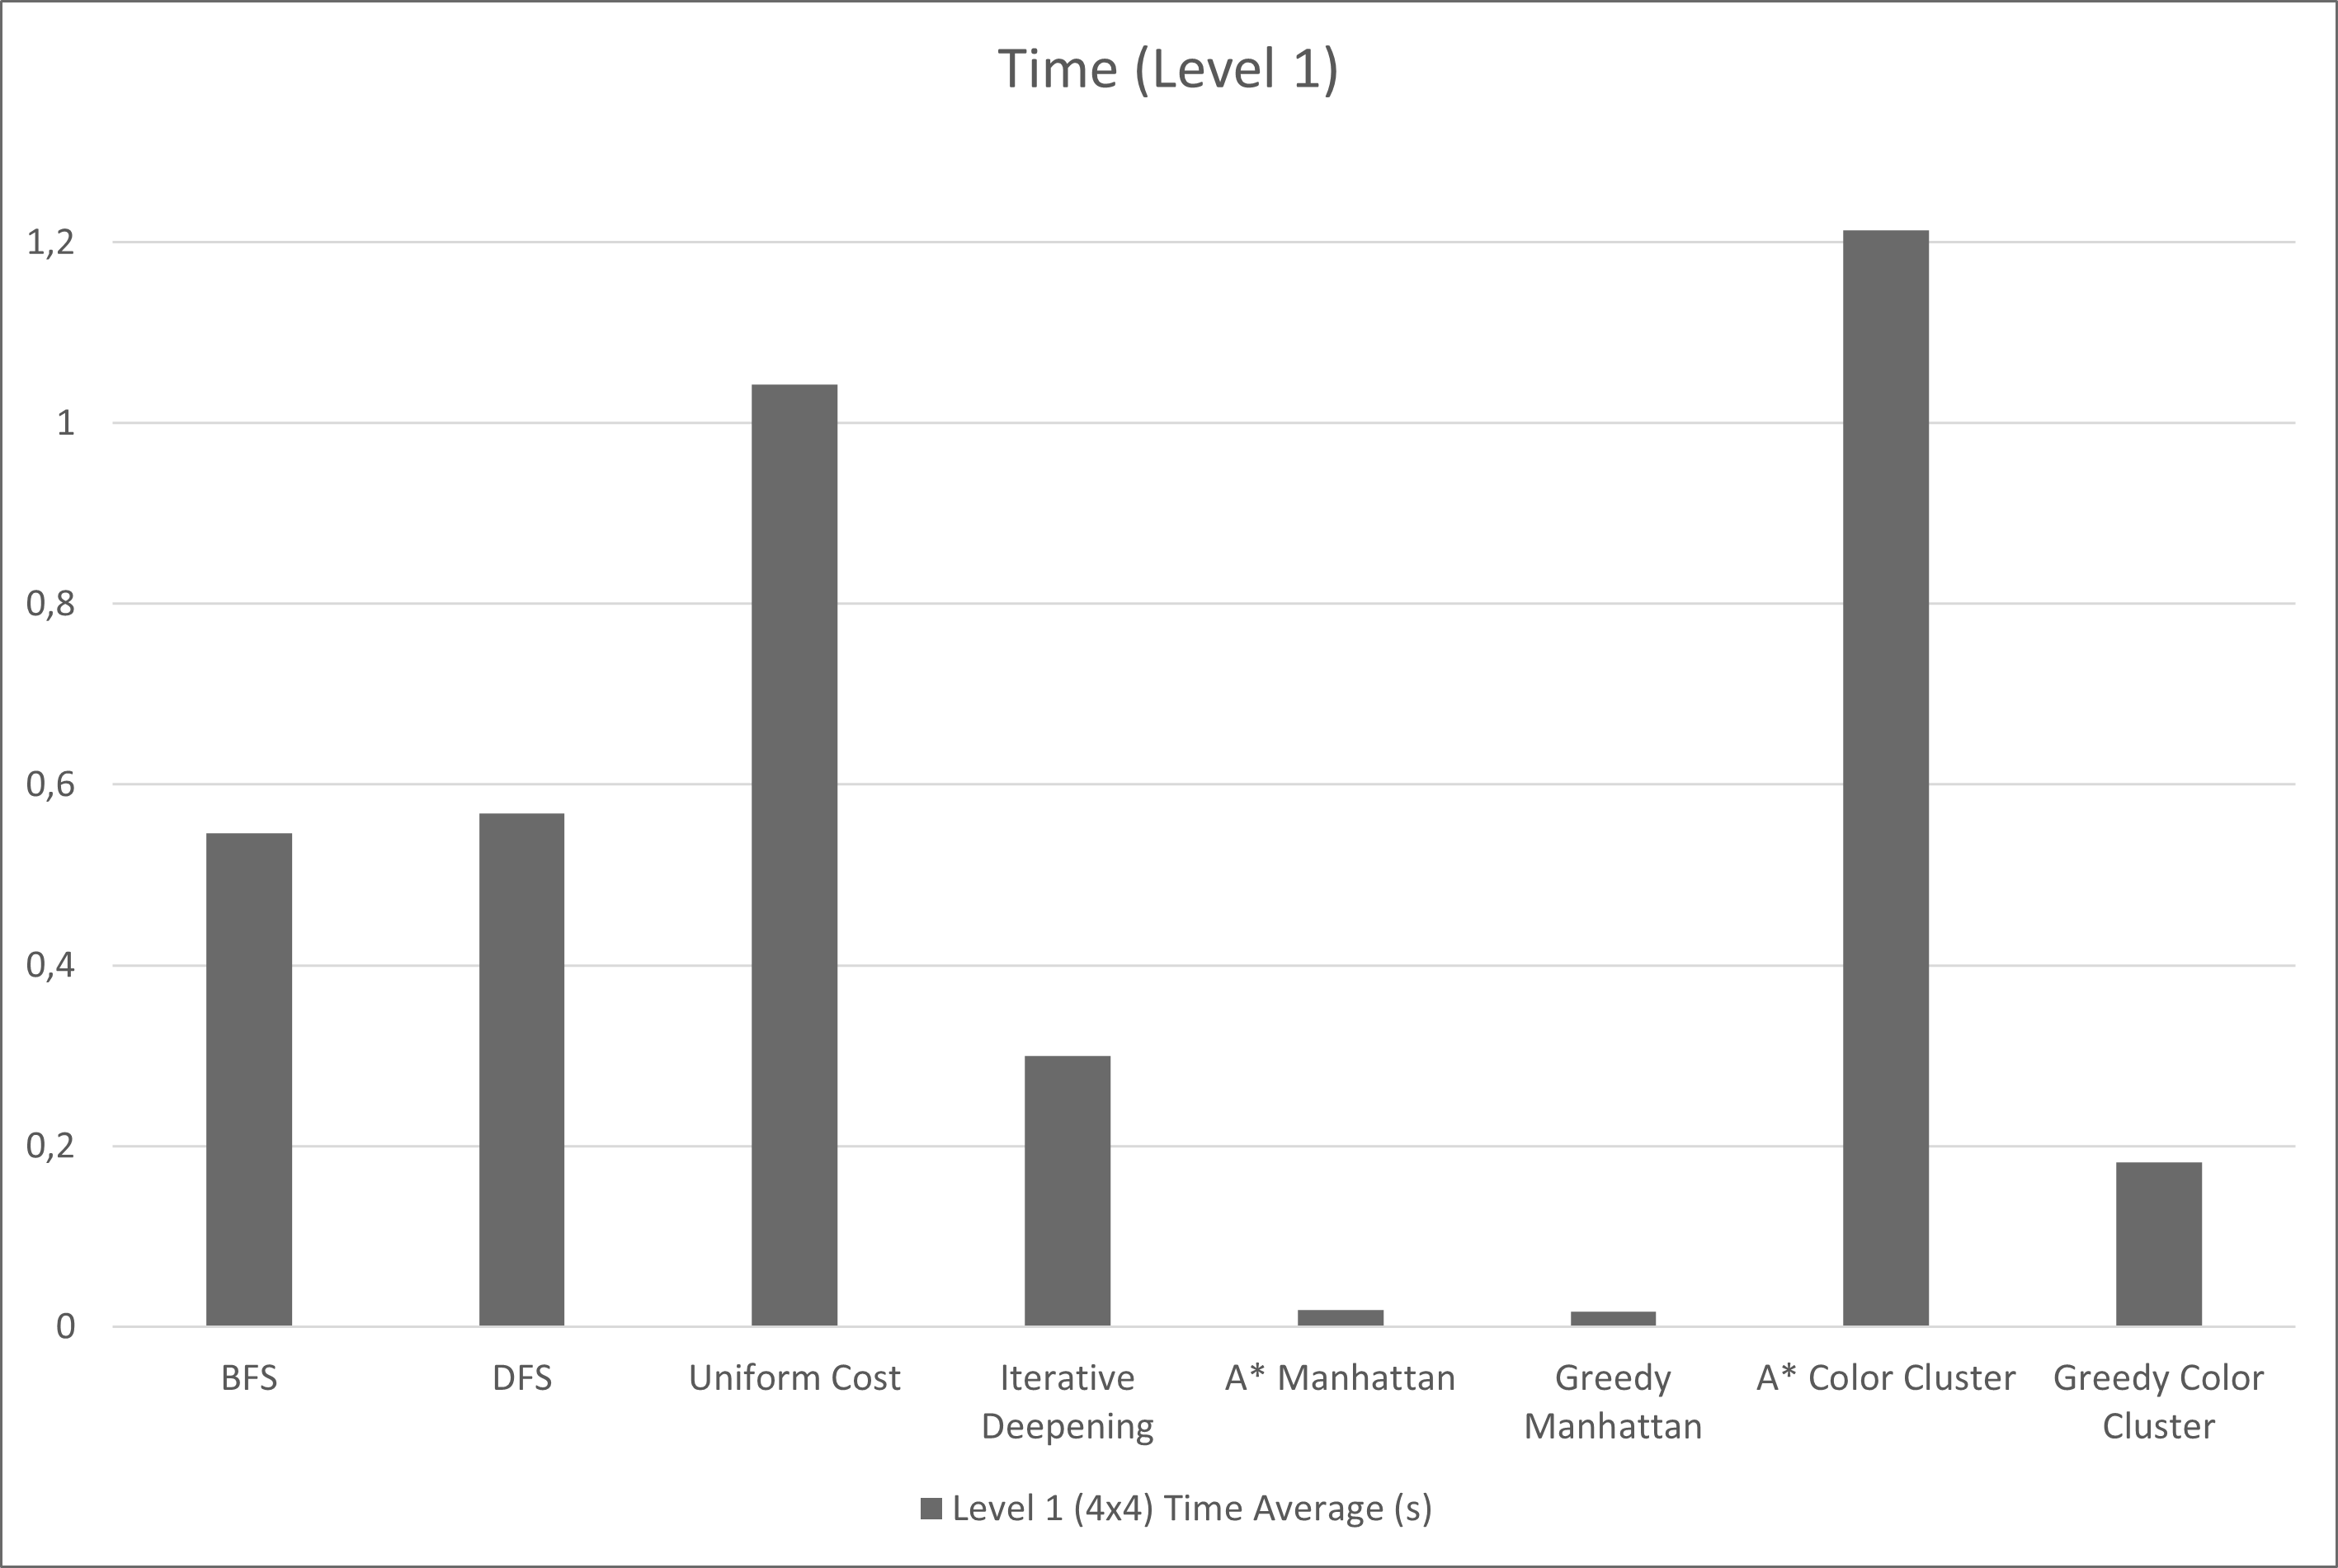 Time (Level 1)
1,2
1
0,8
0,6
0,4
0,2
0
BFS
DFS
Uniform Cost
Iterative
Deepening
A* Manhattan
Greedy
Manhattan
A* Color Cluster
Greedy Color
Cluster
Level 1 (4x4) Time Average (s)